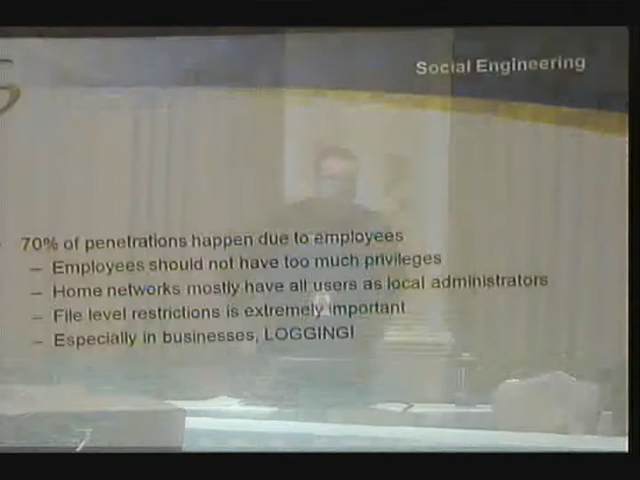 Social Engineering
70% of penetrations happen due to employees
– Employees should not have too much privileges
– Home networks mostly have all users as local administrators
– File level restrictions is extremely important
– Especially in businesses, LOGGING!